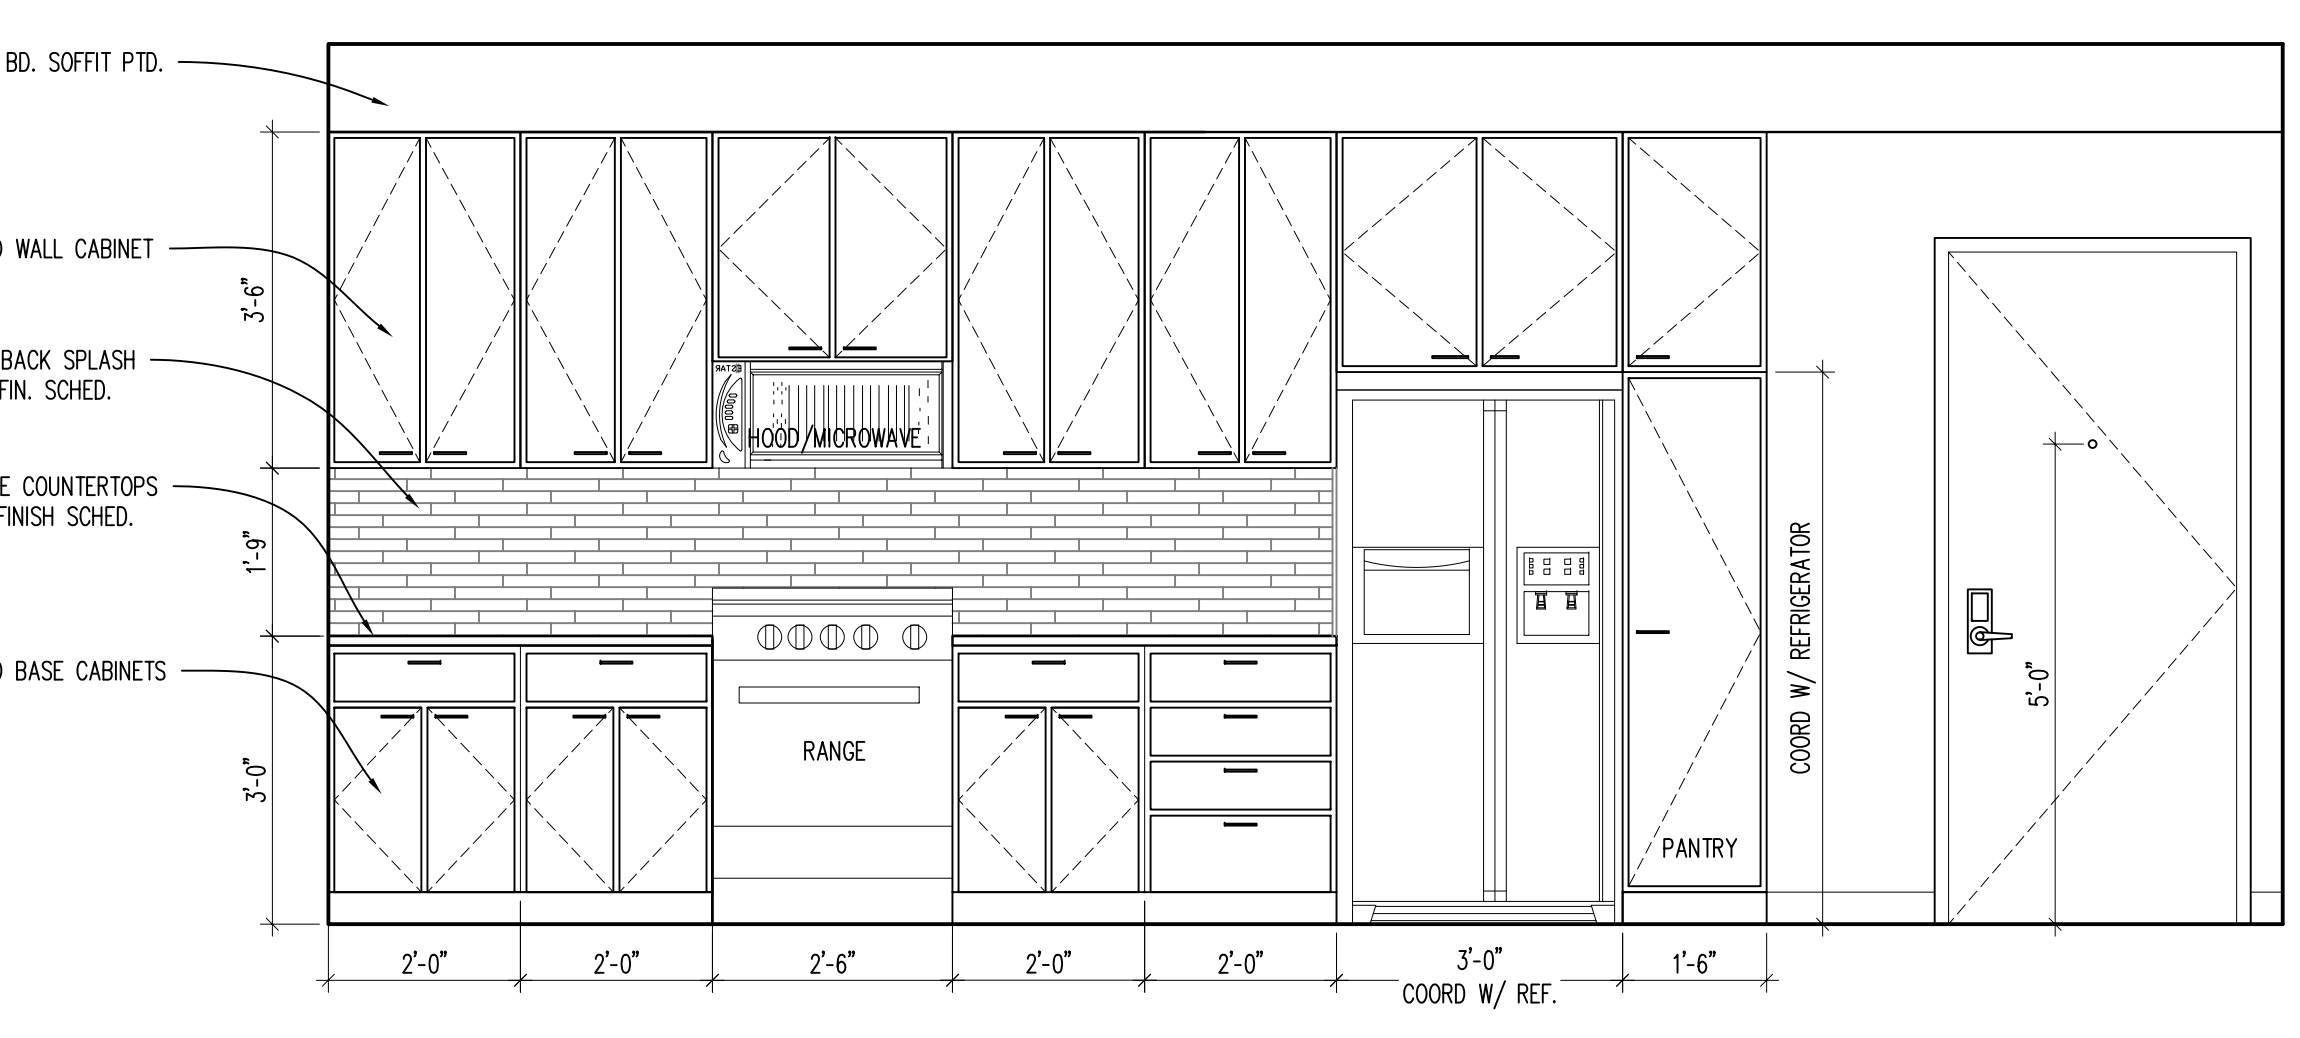 BD. SOFFIT PTD.
WALL CABINET
3'-6"
BACK SPLASH
FIN. SCHED.
HOOD/MICROWAVE
COUNTERTOPS
FINISH SCHED.
1'-9"
BASE CABINETS
3'-0"
RANGE
PANTRY
COORD W/ REFRIGERATOR
5'-0"
2'-0" 2'-0" 2'-6" 2'-0" 2'-0" 3'-0" 1'-6"
COORD W/ REF.